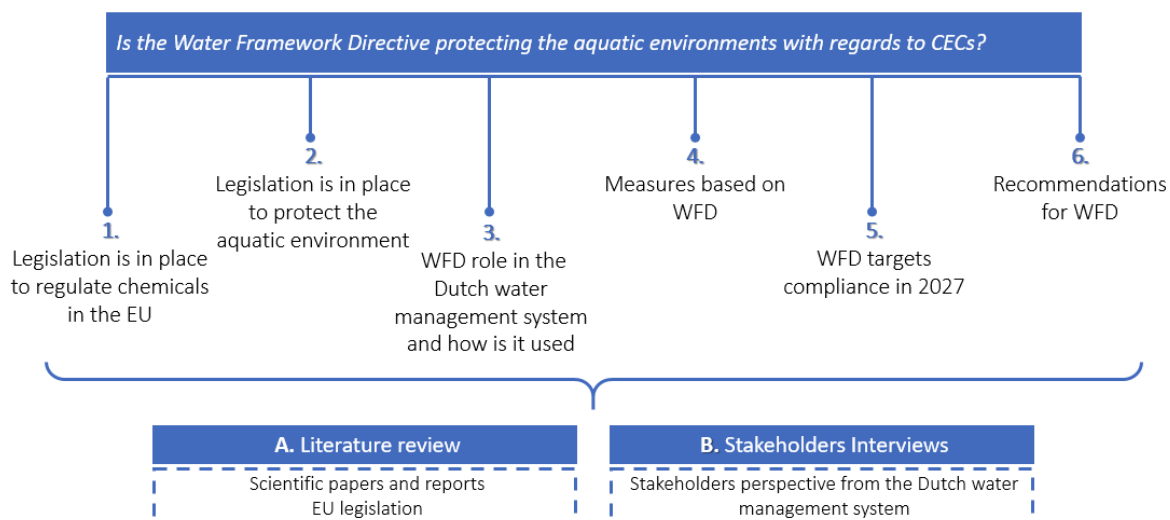 Is the Water Framework Directive protecting the aquatic environments with regards to CECs?
1.
Legislation is in place
to regulate chemicals
in the EU
2.
Legislation is in place
to protect the
aquatic environment
3.
WFD role in the
Dutch water
management system
and how is it used
4.
Measures based on
WFD
5.
WFD targets
compliance in 2027
6.
Recommendations
for WFD
A. Literature review
Scientific papers and reports
EU legislation
B. Stakeholders Interviews
Stakeholders perspective from the Dutch water
management system